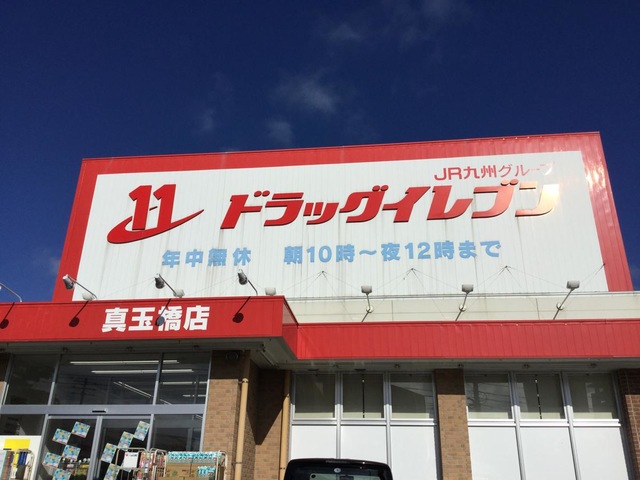 JR九州グループ
11 ドラッグイレブン
年中無休 朝10時～夜12時まで
真玉橋店